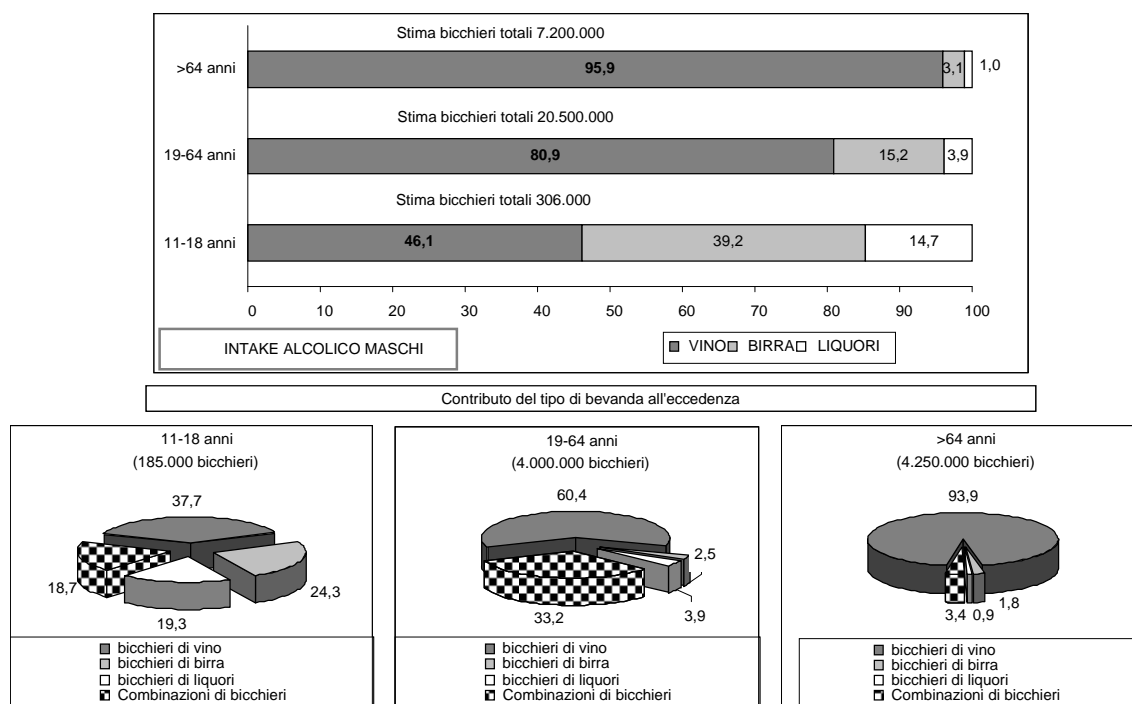 Stima bicchieri totali 7.200.000
>64 anni 95,9 3,1 1,0
Stima bicchieri totali 20.500.000
19-64 anni 80,9 15,2 3,9
Stima bicchieri totali 306.000
11-18 anni 46,1 39,2 14,7
0 10 20 30 40 50 60 70 80 90 100
INTAKE ALCOLICO MASCHI
VINO BIRRA LIQUORI
Contributo del tipo di bevanda all'eccedenza
11-18 anni
(185.000 bicchieri)
37,7
24,3
19,3
18,7
bicchieri di vino
bicchieri di birra
bicchieri di liquori
Combinazioni di bicchieri
19-64 anni
(4.000.000 bicchieri)
60,4
2,5
3,9
33,2
bicchieri di vino
bicchieri di birra
bicchieri di liquori
Combinazioni di bicchieri
>64 anni
(4.250.000 bicchieri)
93,9
1,8
0,9
3,4
bicchieri di vino
bicchieri di birra
bicchieri di liquori
Combinazioni di bicchieri